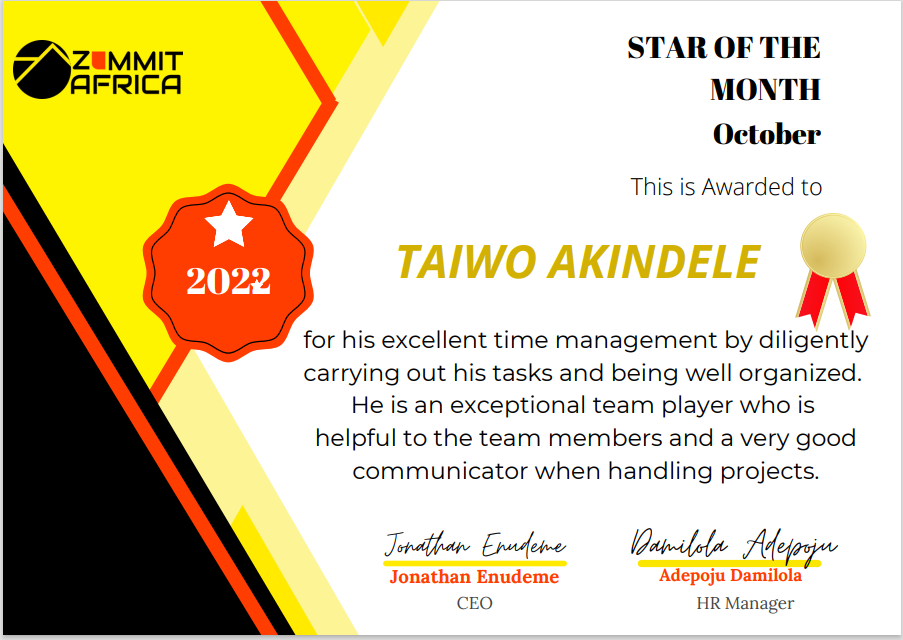 ZUMMIT
AFRICA
STAR OF THE
MONTH
October
This is Awarded to
2022
TAIWO AKINDELE
for his excellent time management by diligently
carrying out his tasks and being well organized.
He is an exceptional team player who is
helpful to the team members and a very good
communicator when handling projects.
Jonathan Enudeme
Jonathan Enudeme
CEO
Damilola Adepoju
Adepoju Damilola
HR Manager